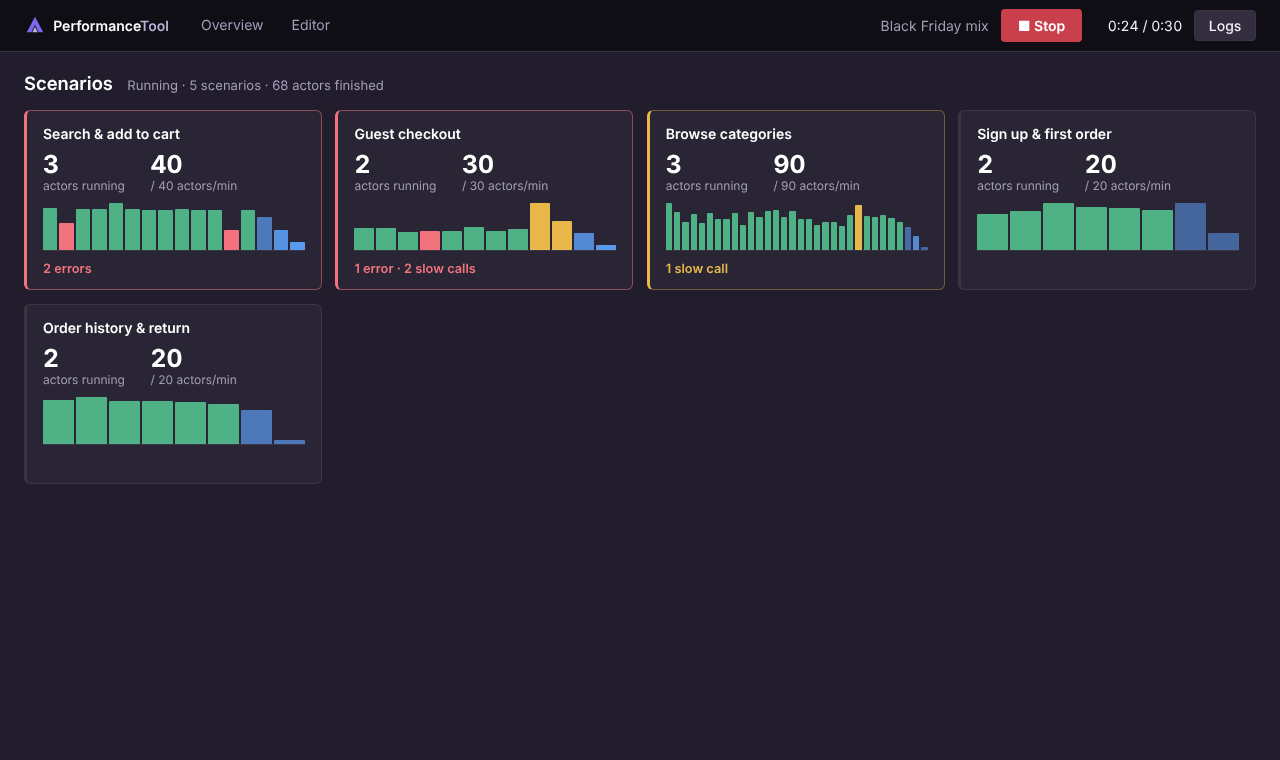 PerformanceTool Overview Editor Black Friday mix Stop 0:24 / 0:30 Logs
Scenarios Running · 5 scenarios · 68 actors finished
Search & add to cart
3 40
actors running / 40 actors/min
2 errors
Guest checkout
2 30
actors running / 30 actors/min
1 error · 2 slow calls
Browse categories
3 90
actors running / 90 actors/min
1 slow call
Sign up & first order
2 20
actors running / 20 actors/min
Order history & return
2 20
actors running / 20 actors/min